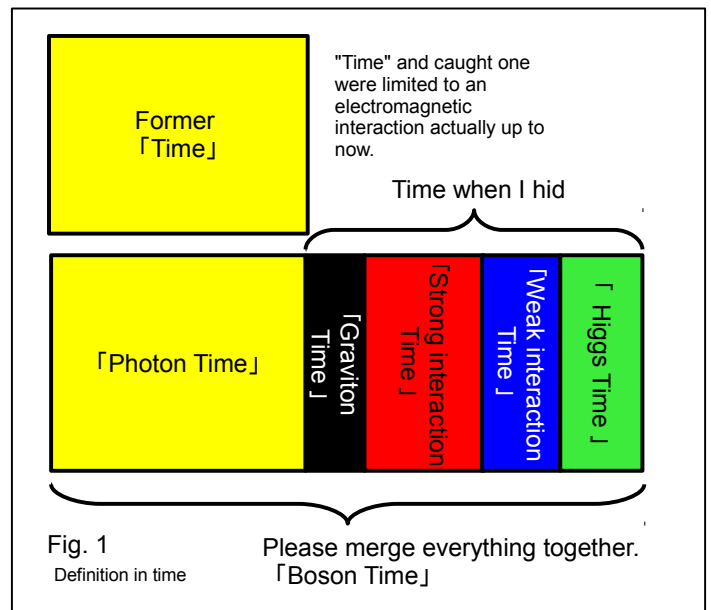 Former
「Time」
"Time" and caught one
were limited to an
electromagnetic
interaction actually up to
now.
Time when I hid
「Photon Time」
「Graviton
Time 」
「Strong interaction
Time 」
「Weak interaction
Time 」
「 Higgs Time 」
Fig. 1
Definition in time
Please merge everything together.
「Boson Time」